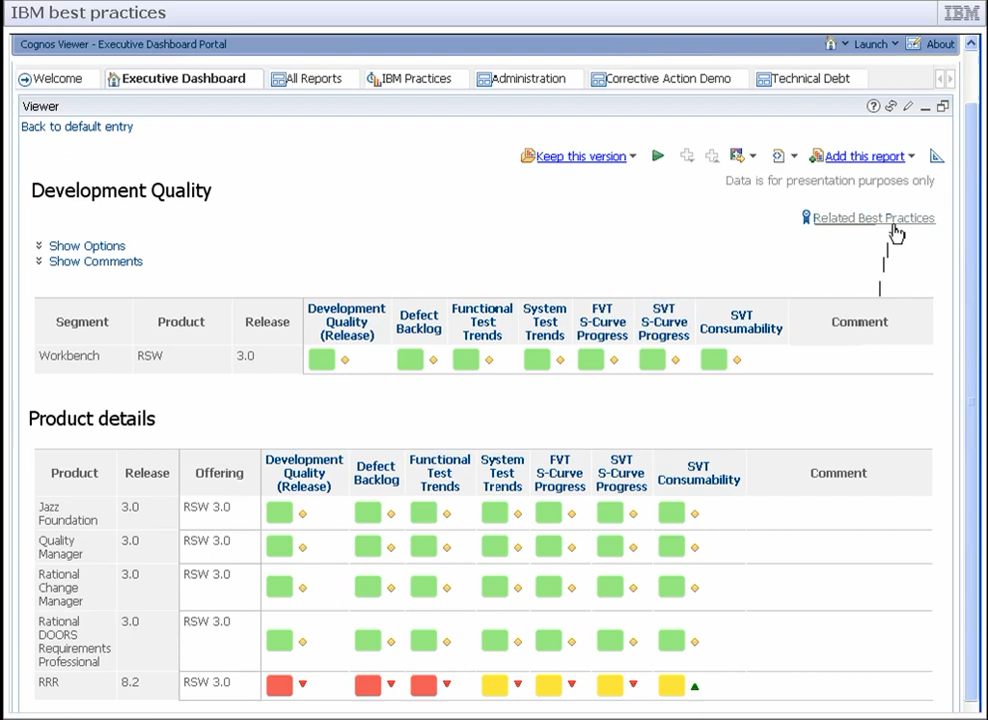 IBM best practices
IBM
Cognos Viewer - Executive Dashboard Portal
Launch
About
Welcome
Executive Dashboard
All Reports
IBM Practices
Administration
Corrective Action Demo
Technical Debt
Viewer
Back to default entry
Keep this version
Add this report
Data is for presentation purposes only
Development Quality
Related Best Practices
Show Options
Show Comments
Segment Product Release Development Quality (Release) Defect Backlog Functional Test Trends System Test Trends FVT S-Curve Progress SVT S-Curve Progress SVT Consumability Comment
Workbench RSW 3.0
Product details
Product Release Offering Development Quality (Release) Defect Backlog Functional Test Trends System Test Trends FVT S-Curve Progress SVT S-Curve Progress SVT Consumability Comment
Jazz Foundation 3.0 RSW 3.0
Quality Manager 3.0 RSW 3.0
Rational Change Manager 3.0 RSW 3.0
Rational DOORS Requirements Professional 3.0 RSW 3.0
RRR 8.2 RSW 3.0